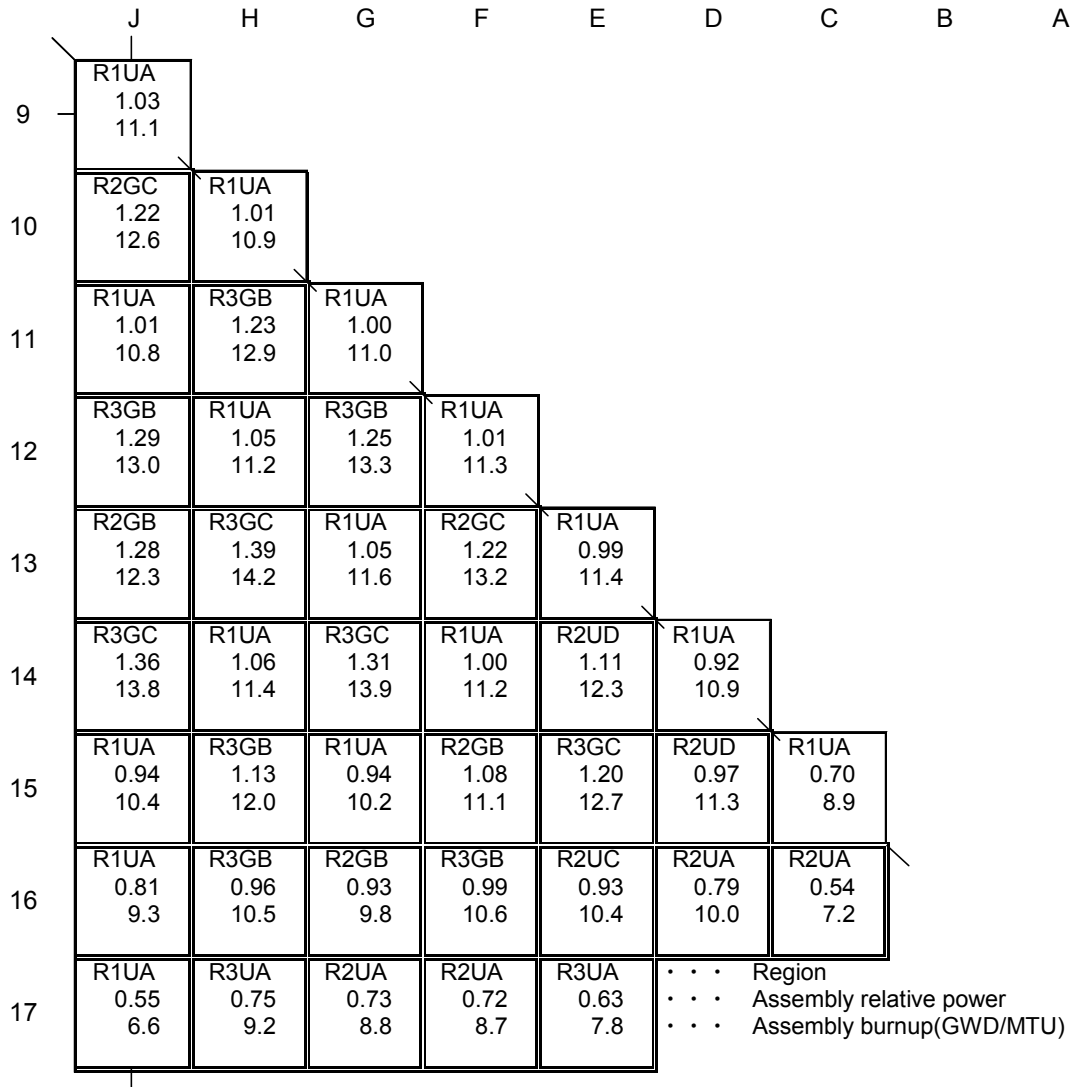 J H G F E D C B A
9
R1UA
1.03
11.1
10
R2GC R1UA
1.22 1.01
12.6 10.9
11
R1UA R3GB R1UA
1.01 1.23 1.00
10.8 12.9 11.0
12
R3GB R1UA R3GB R1UA
1.29 1.05 1.25 1.01
13.0 11.2 13.3 11.3
13
R2GB R3GC R1UA R2GC R1UA
1.28 1.39 1.05 1.22 0.99
12.3 14.2 11.6 13.2 11.4
14
R3GC R1UA R3GC R1UA R2UD R1UA
1.36 1.06 1.31 1.00 1.11 0.92
13.8 11.4 13.9 11.2 12.3 10.9
15
R1UA R3GB R1UA R2GB R3GC R2UD R1UA
0.94 1.13 0.94 1.08 1.20 0.97 0.70
10.4 12.0 10.2 11.1 12.7 11.3 8.9
16
R1UA R3GB R2GB R3GB R2UC R2UA R2UA
0.81 0.96 0.93 0.99 0.93 0.79 0.54
9.3 10.5 9.8 10.6 10.4 10.0 7.2
17
R1UA R3UA R2UA R2UA R3UA ・・・ Region
0.55 0.75 0.73 0.72 0.63 ・・・ Assembly relative power
6.6 9.2 8.8 8.7 7.8 ・・・ Assembly burnup(GWD/MTU)